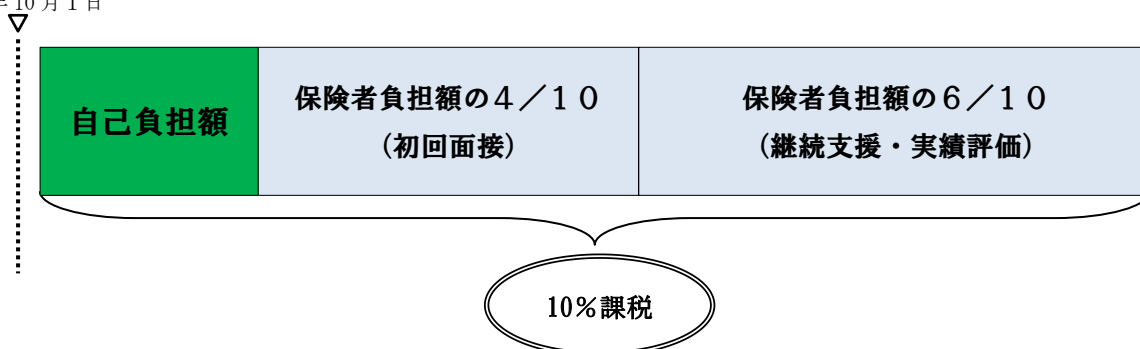 年 10 月 1 日
自己負担額
保険者負担額の4／10
(初回面接)
保険者負担額の6／10
(継続支援・実績評価)
10％課税